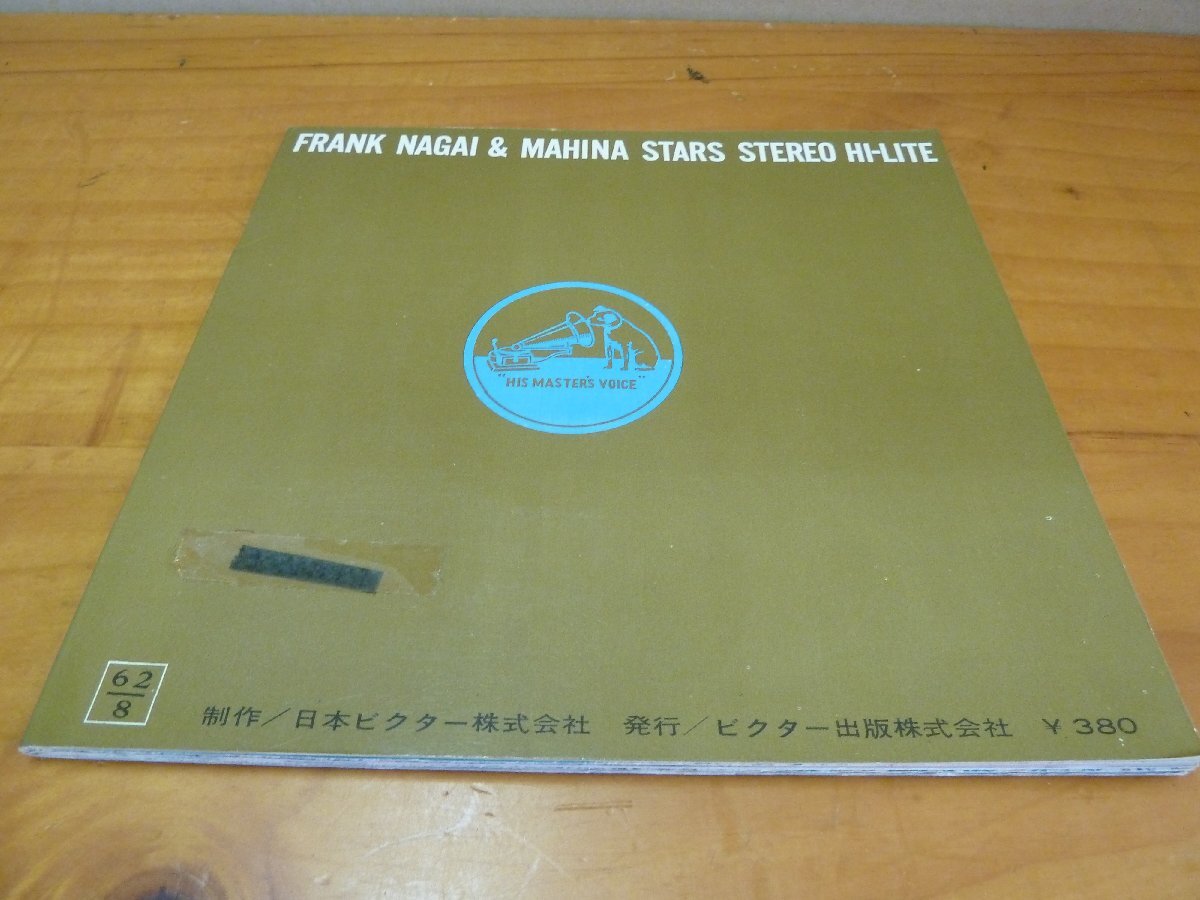 FRANK NAGAI & MAHINA STARS STEREO HI-LITE
"HIS MASTER'S VOICE"
62
8
制作/日本ビクター株式会社 発行/ビクター出版株式会社 ¥380